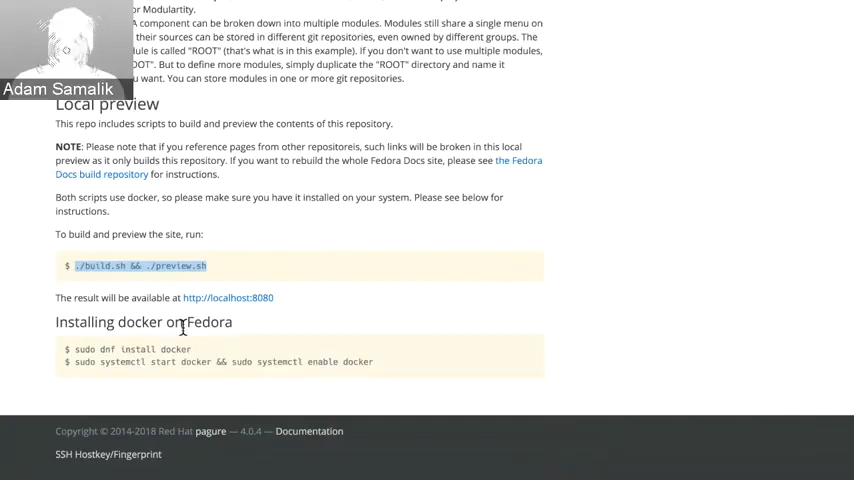 or Modulartity.
A component can be broken down into multiple modules. Modules still share a single menu on
their sources can be stored in different git repositories, even owned by different groups. The
lule is called "ROOT" (that's what is in this example). If you don't want to use multiple modules,
OOT". But to define more modules, simply duplicate the "ROOT" directory and name it
u want. You can store modules in one or more git repositories.
Adam Samalik
Local preview
This repo includes scripts to build and preview the contents of this repository.
NOTE: Please note that if you reference pages from other repositoreis, such links will be broken in this local
preview as it only builds this repository. If you want to rebuild the whole Fedora Docs site, please see the Fedora
Docs build repository for instructions.
Both scripts use docker, so please make sure you have it installed on your system. Please see below for
instructions.
To build and preview the site, run:
$ ./build.sh && ./preview.sh
The result will be available at http://localhost:8080
Installing docker on Fedora
$ sudo dnf install docker
$ sudo systemctl start docker && sudo systemctl enable docker
Copyright © 2014-2018 Red Hat pagure — 4.0.4 — Documentation
SSH Hostkey/Fingerprint